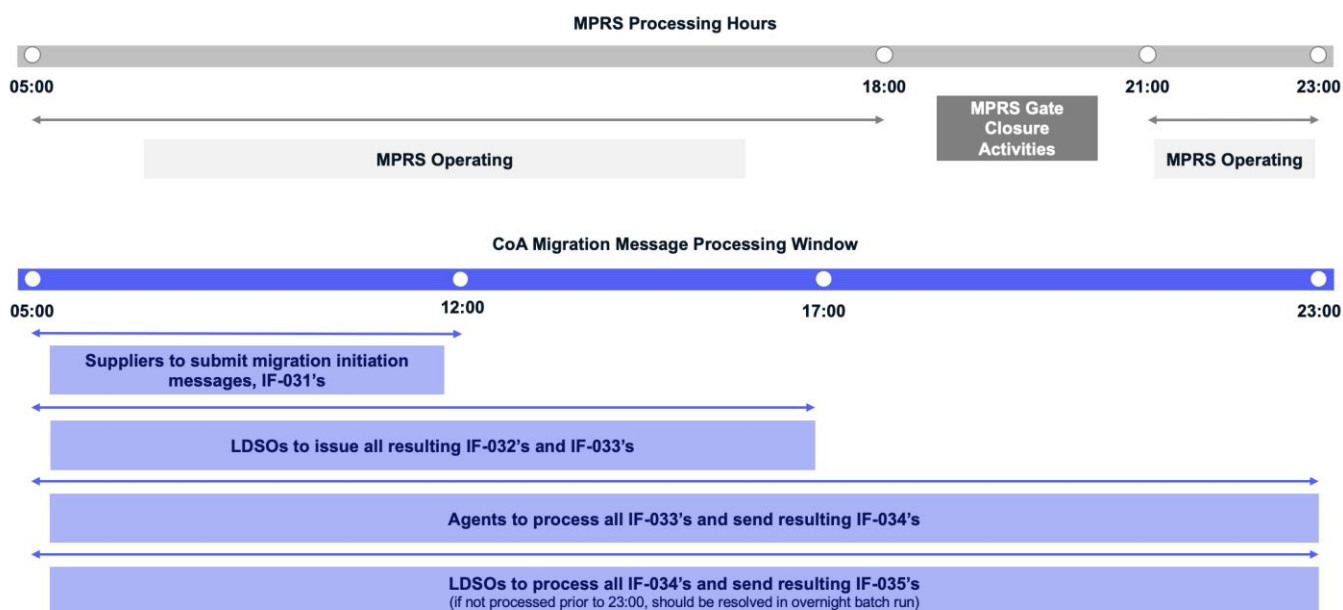 MPRS Processing Hours
05:00 18:00 21:00 23:00
MPRS Gate
Closure
Activities
MPRS Operating
MPRS Operating
CoA Migration Message Processing Window
05:00 12:00 17:00 23:00
Suppliers to submit migration initiation
messages, IF-031's
LDSOs to issue all resulting IF-032's and IF-033's
Agents to process all IF-033's and send resulting IF-034's
LDSOs to process all IF-034's and send resulting IF-035's
(if not processed prior to 23:00, should be resolved in overnight batch run)